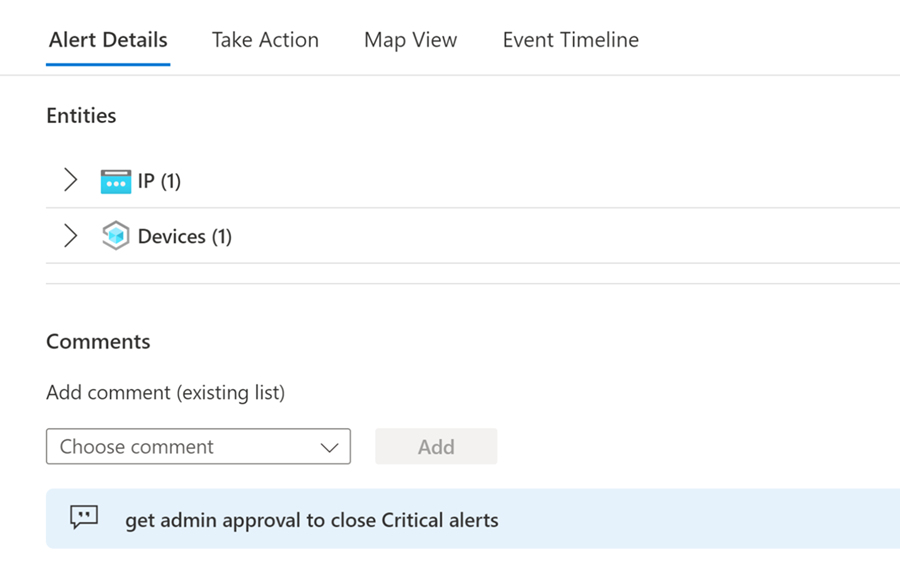 Alert Details Take Action Map View Event Timeline
Entities
IP (1)
Devices (1)
Comments
Add comment (existing list)
Choose comment Add
get admin approval to close Critical alerts